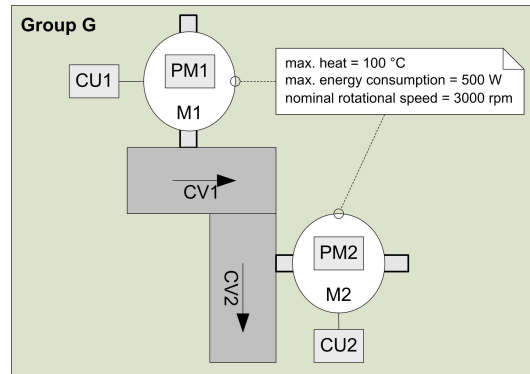 Group G
CU1
PM1
M1
max. heat = 100 °C
max. energy consumption = 500 W
nominal rotational speed = 3000 rpm
CV1
CV2
PM2
M2
CU2